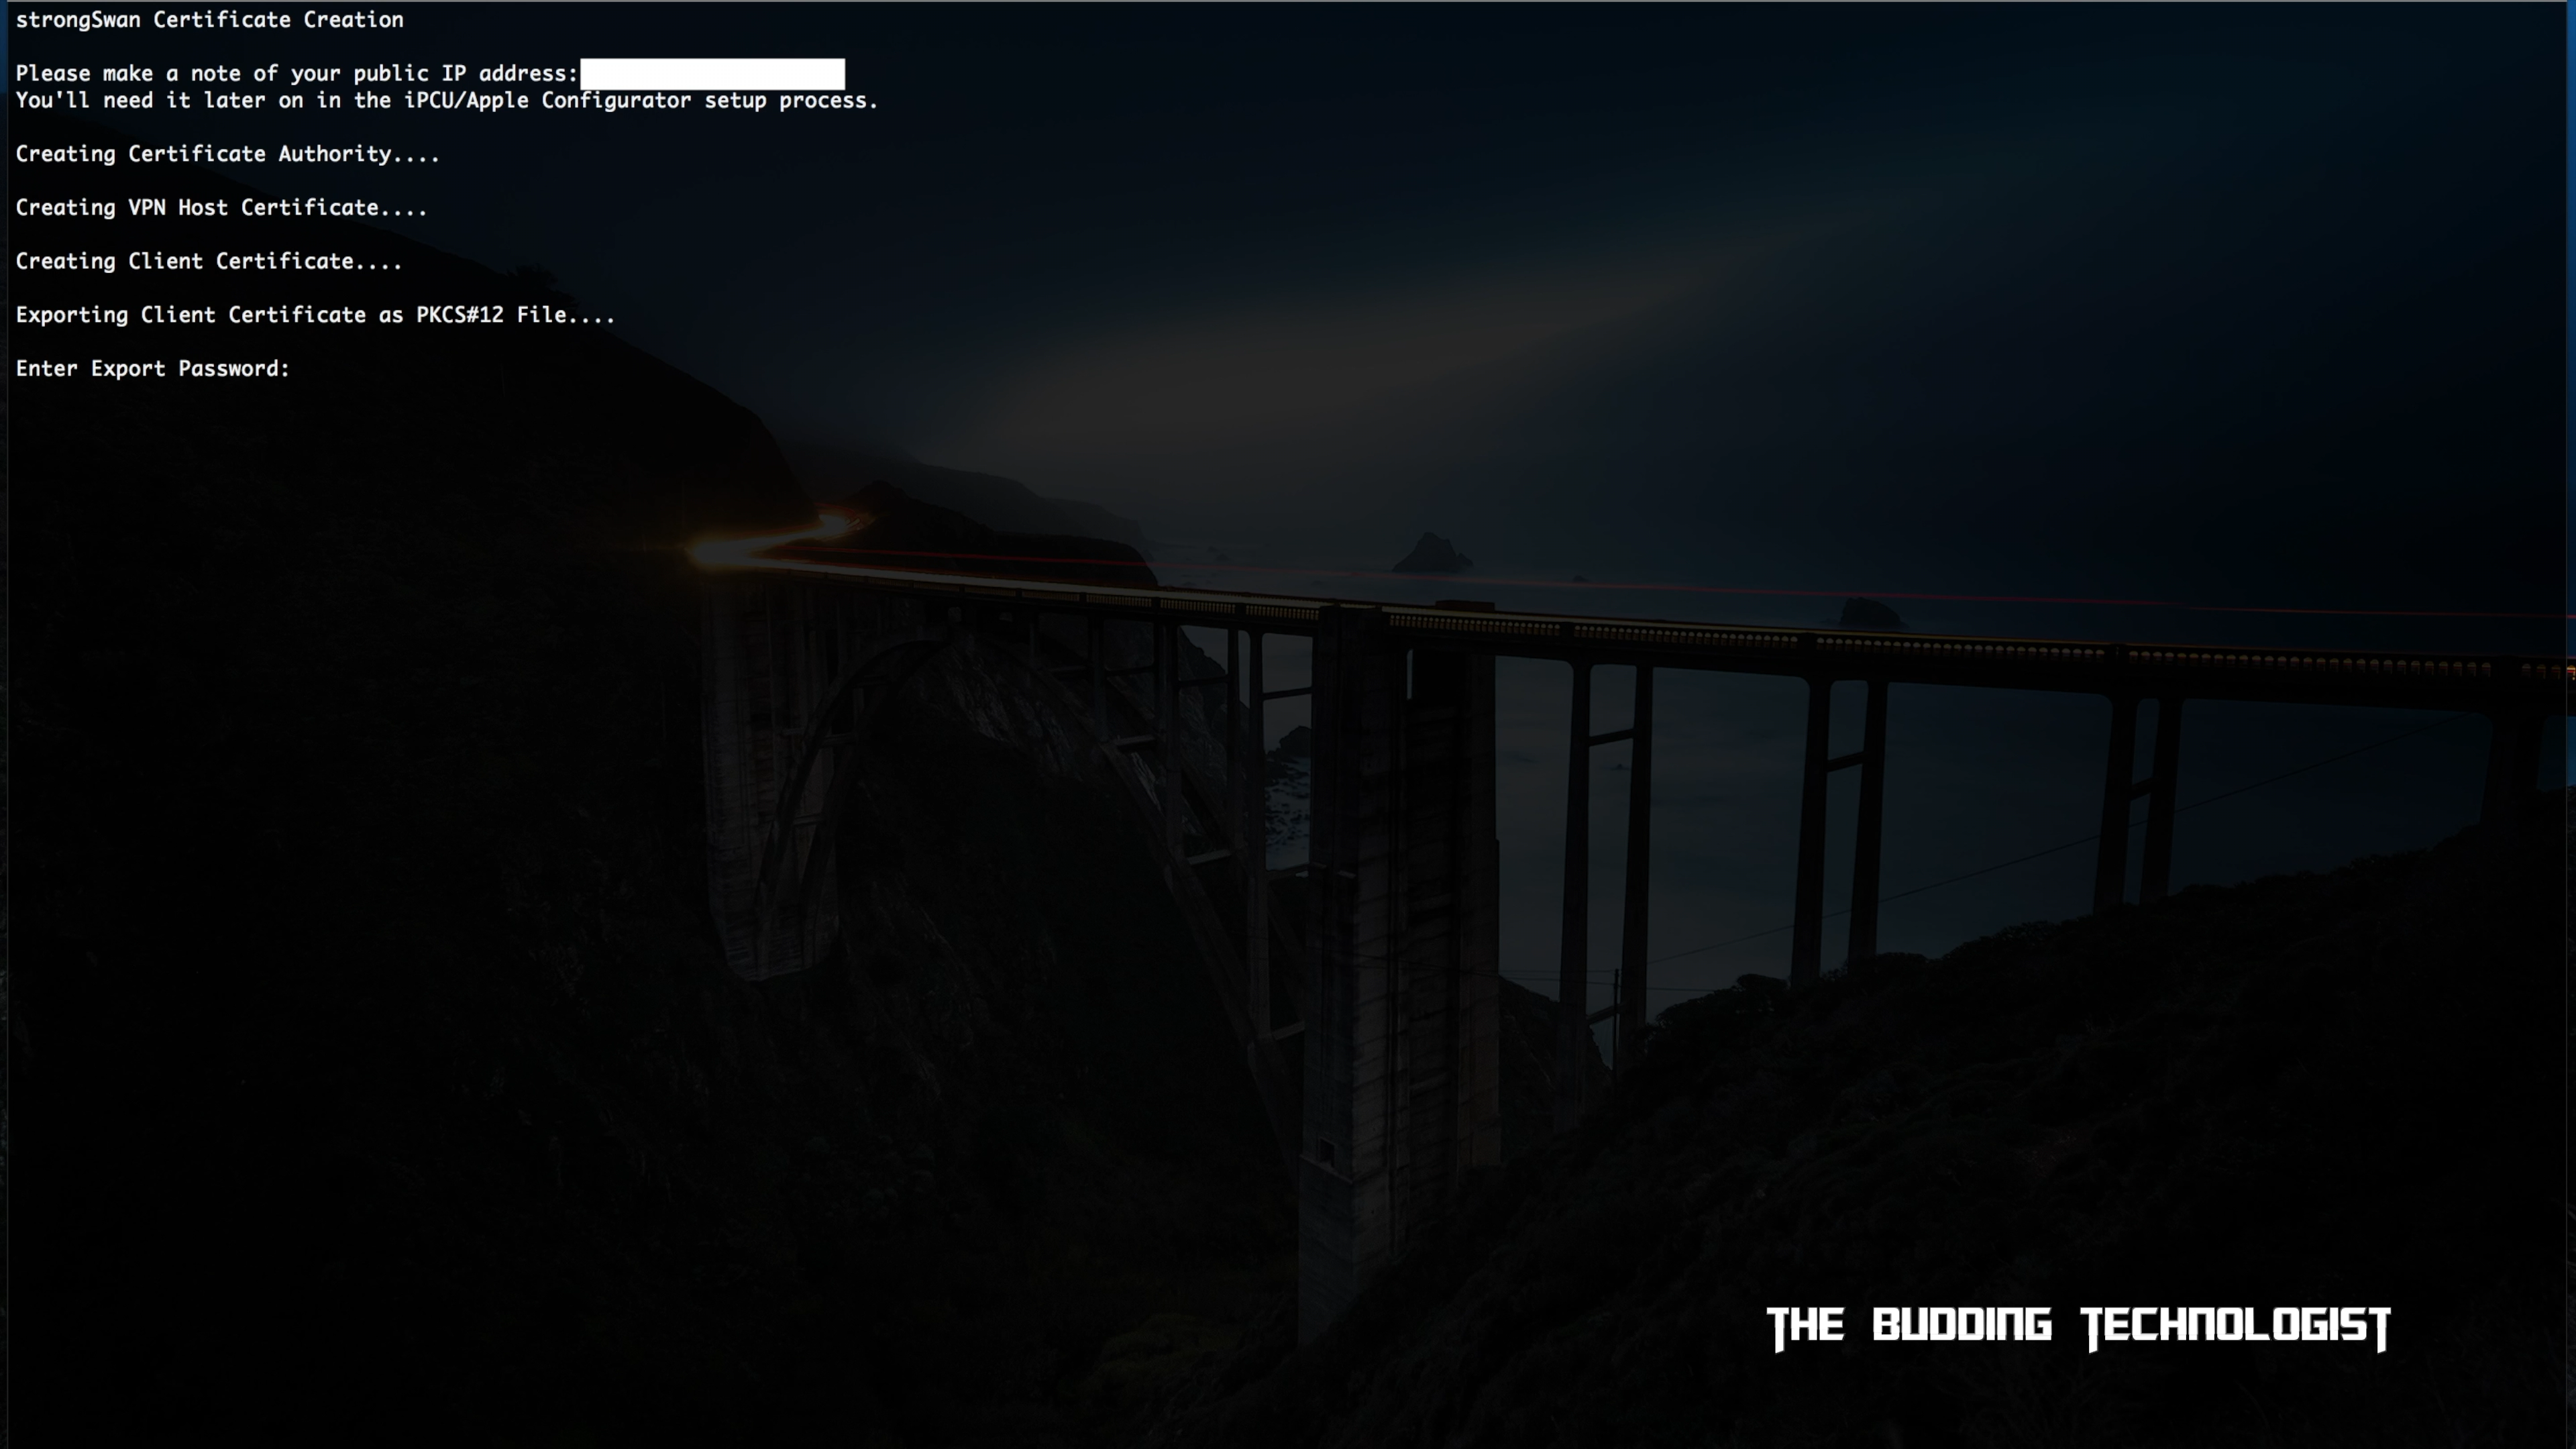 strongSwan Certificate Creation
Please make a note of your public IP address:
You'll need it later on in the iPCU/Apple Configurator setup process.
Creating Certificate Authority....
Creating VPN Host Certificate....
Creating Client Certificate....
Exporting Client Certificate as PKCS#12 File....
Enter Export Password:
THE BUDDING TECHNOLOGIST